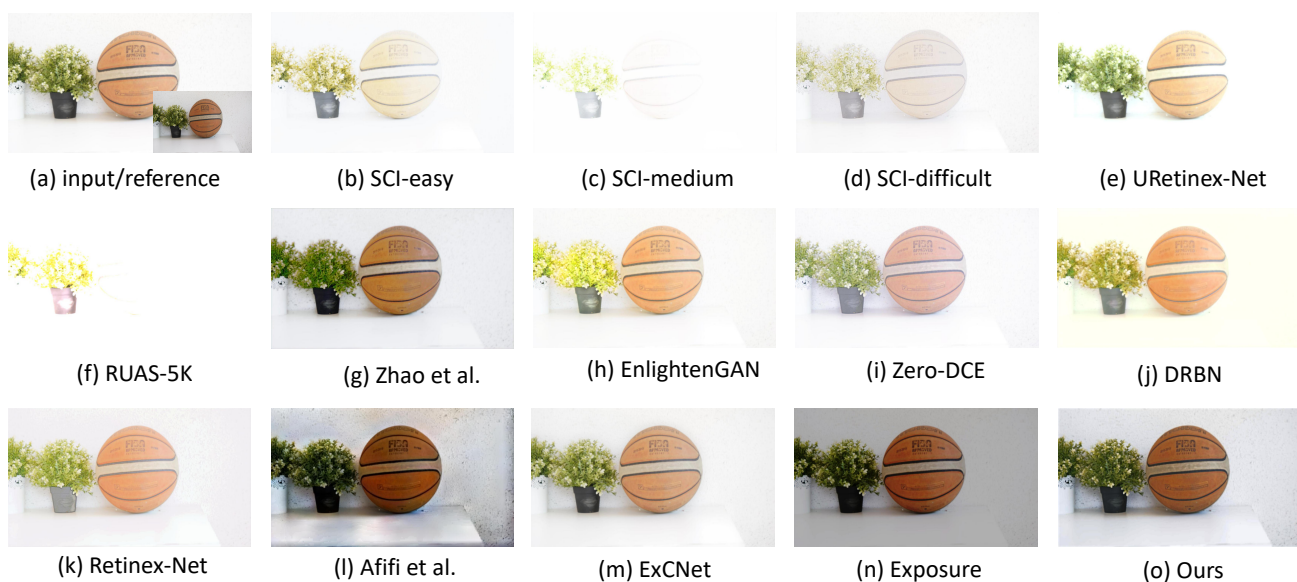 (a) input/reference
(b) SCI-easy
(c) SCI-medium
(d) SCI-difficult
(e) URetinex-Net
(f) RUAS-5K
(g) Zhao et al.
(h) EnlightenGAN
(i) Zero-DCE
(j) DRBN
(k) Retinex-Net
(l) Afifi et al.
(m) ExCNet
(n) Exposure
(o) Ours